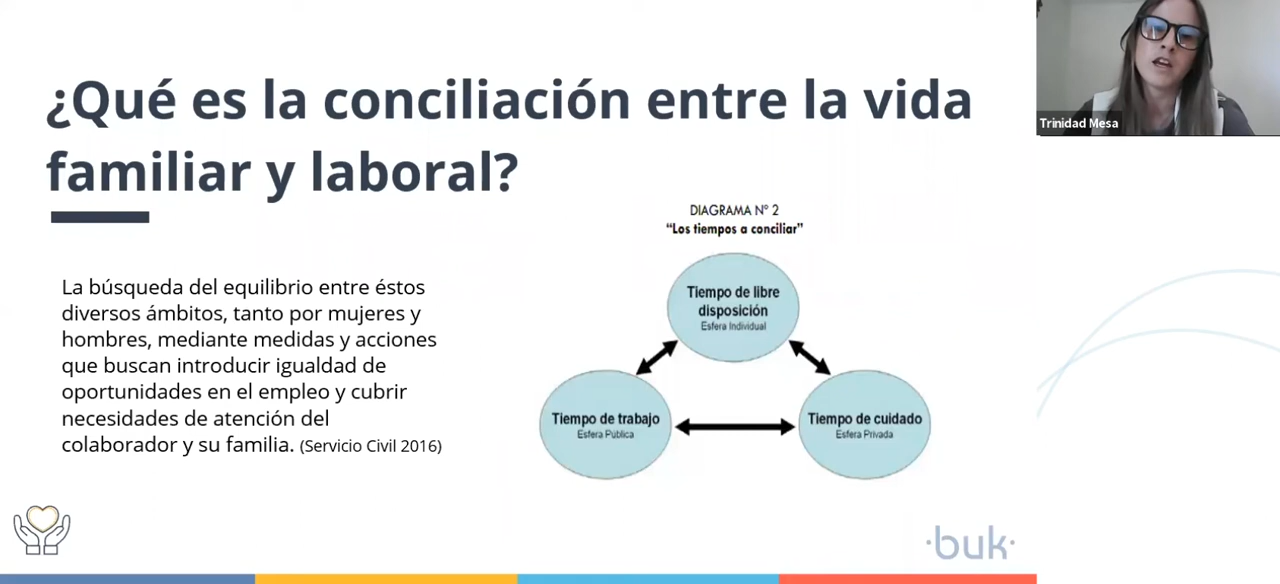 ¿Qué es la conciliación entre la vida
familiar y laboral?
DIAGRAMA Nº 2
“Los tiempos a conciliar”
La búsqueda del equilibrio entre éstos
diversos ámbitos, tanto por mujeres y
hombres, mediante medidas y acciones
que buscan introducir igualdad de
oportunidades en el empleo y cubrir
necesidades de atención del
colaborador y su familia. (Servicio Civil 2016)
Tiempo de libre
disposición
Esfera Individual
Tiempo de trabajo
Esfera Pública
Tiempo de cuidado
Esfera Privada
·buk·
Trinidad Mesa